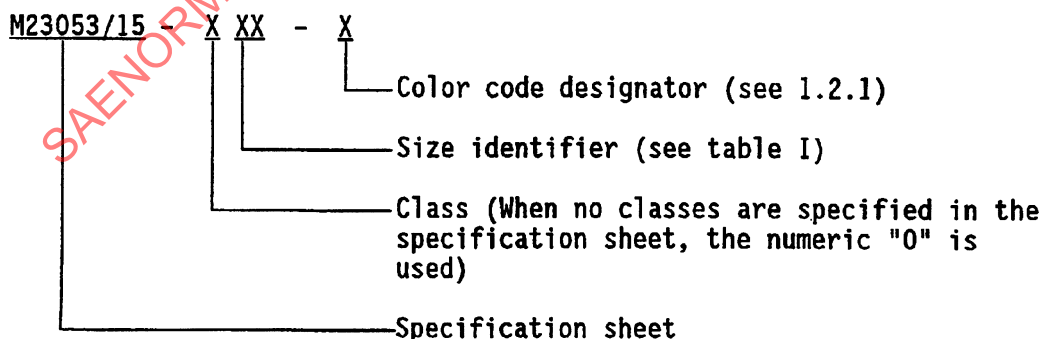 M23053/15 - X XX - X
SAENORM
Color code designator (see 1.2.1)
Size identifier (see table I)
Class (When no classes are specified in the
specification sheet, the numeric "0" is
used)
Specification sheet